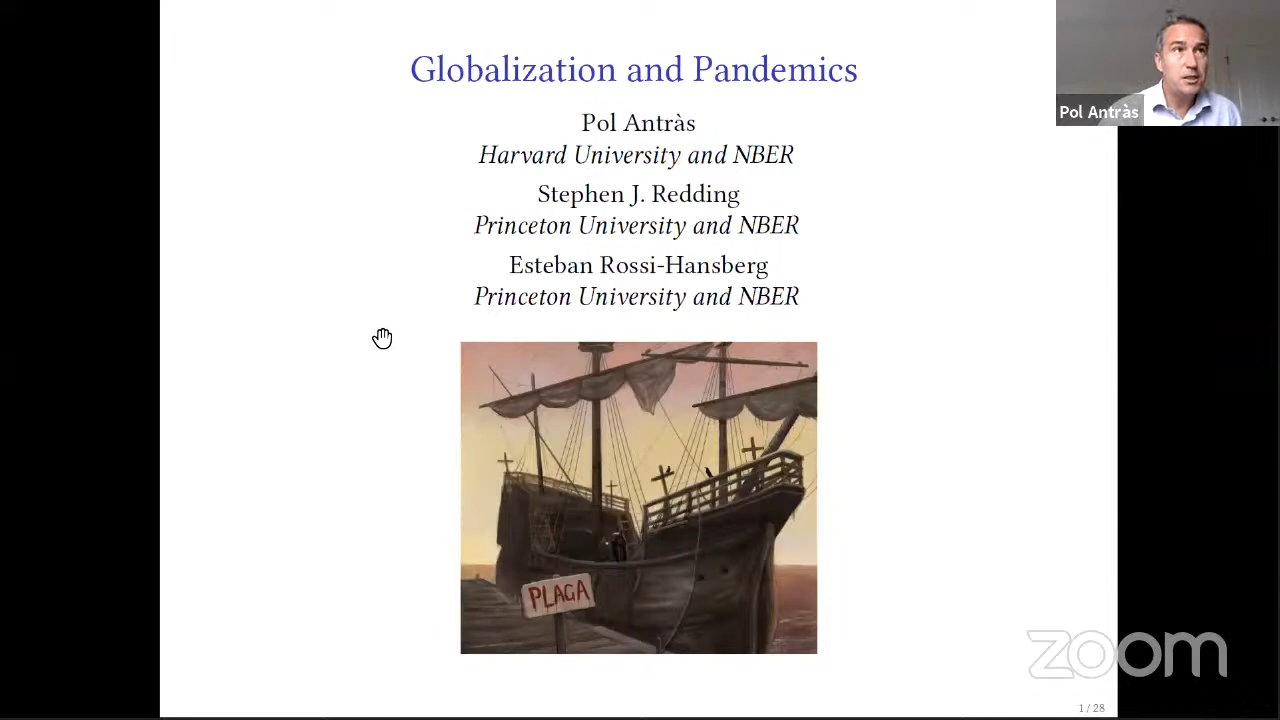 Globalization and Pandemics
Pol Antràs
Harvard University and NBER
Stephen J. Redding
Princeton University and NBER
Esteban Rossi-Hansberg
Princeton University and NBER
PLAGA
Pol Antràs
zoom
1 / 28